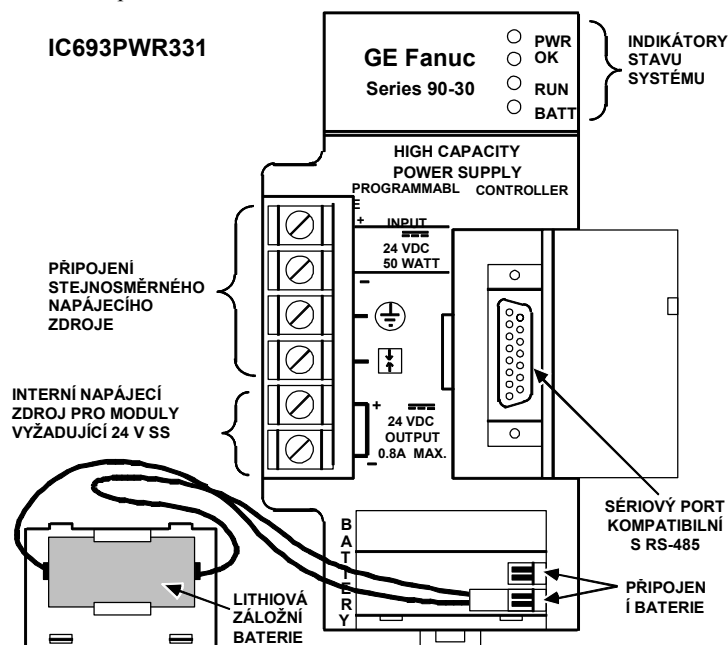 IC693PWR331
GE Fanuc
Series 90-30
PWR
OK
RUN
BATT
INDIKÁTORY
STAVU
SYSTÉMU
HIGH CAPACITY
POWER SUPPLY
PROGRAMMABL CONTROLLER
E
+ INPUT
24 VDC
50 WATT
–
PŘIPOJENÍ
STEJNOSMĚRNÉHO
NAPÁJECÍHO
ZDROJE
INTERNÍ NAPÁJECÍ
ZDROJ PRO MODULY
VYŽADUJÍCÍ 24 V SS
+
24 VDC
OUTPUT
0.8A MAX.
–
SÉRIOVÝ PORT
KOMPATIBILNÍ
S RS-485
BATTERY
PŘIPOJEN
Í BATERIE
LITHIOVÁ
ZÁLOŽNÍ
BATERIE